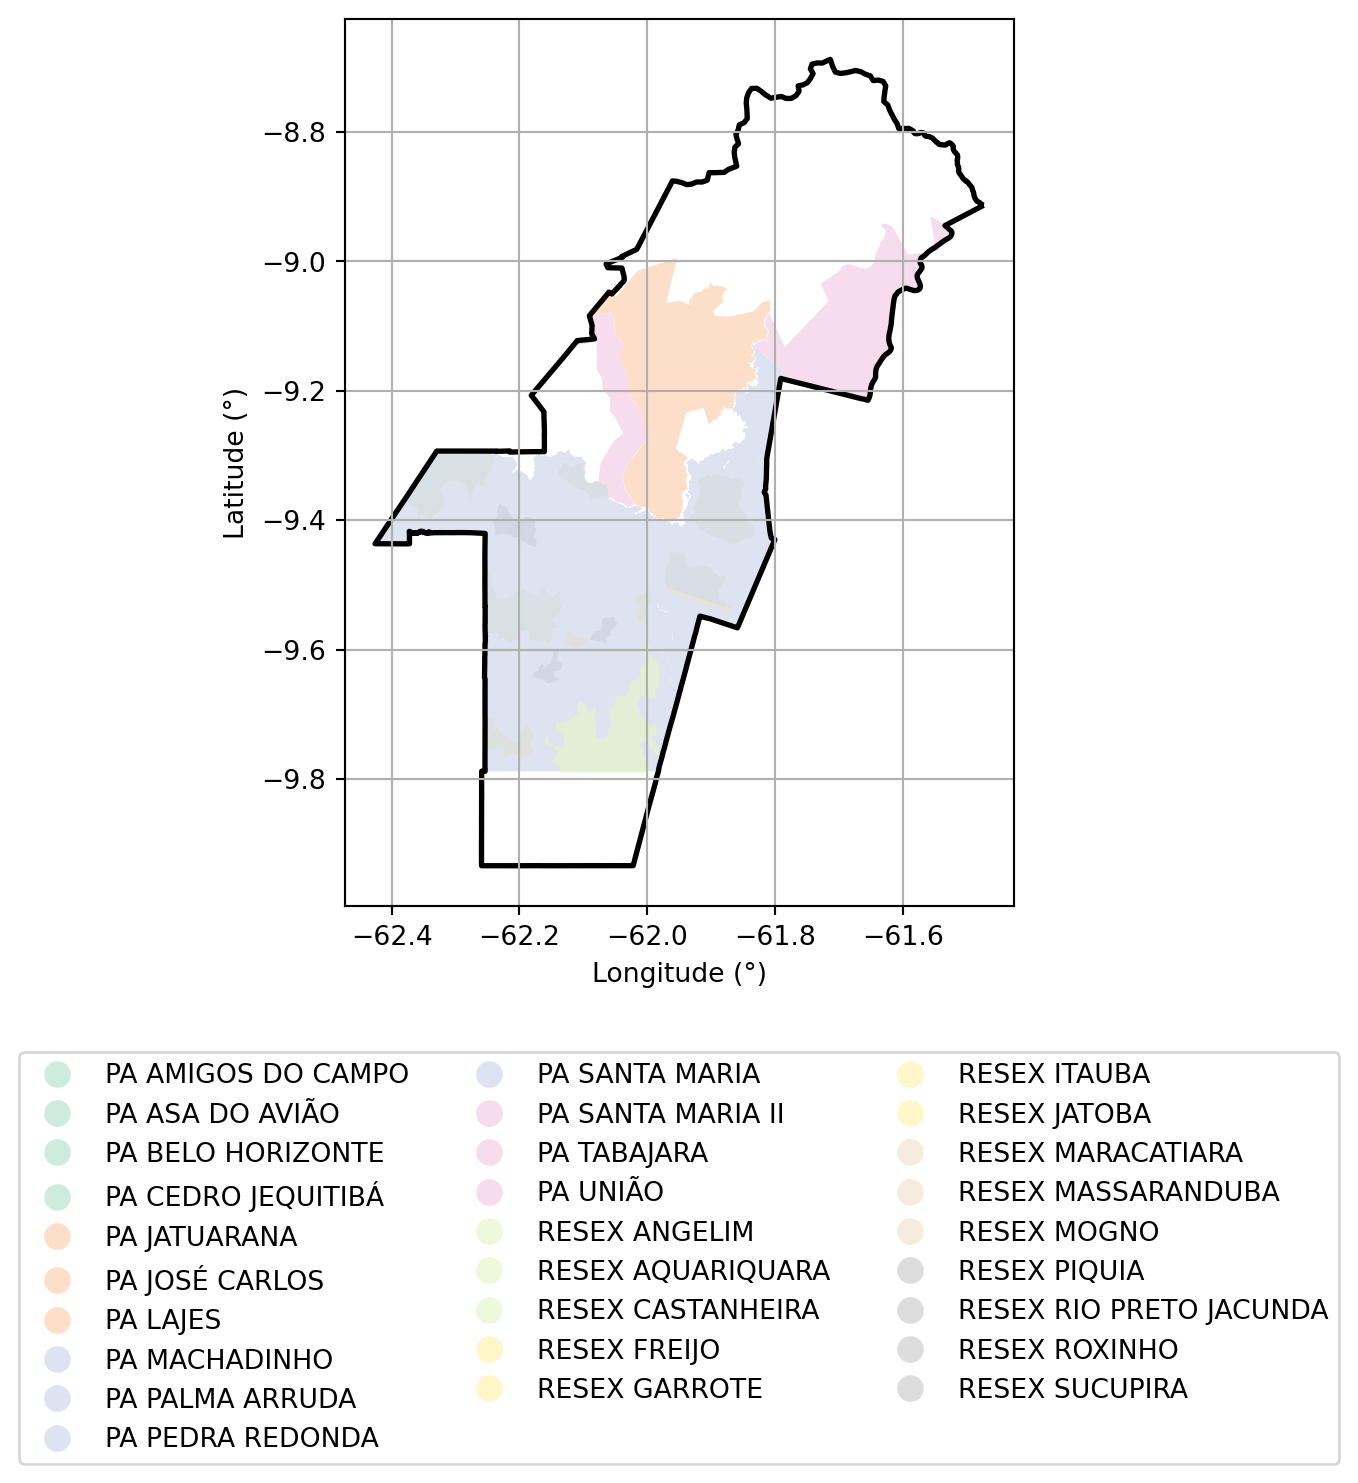 −8.8
−9.0
−9.2
−9.4
−9.6
−9.8
Latitude (°)
−62.4
−62.2
−62.0
−61.8
−61.6
Longitude (°)
PA AMIGOS DO CAMPO
PA ASA DO AVIÃO
PA BELO HORIZONTE
PA CEDRO JEQUITIBÁ
PA JATUARANA
PA JOSÉ CARLOS
PA LAJES
PA MACHADINHO
PA PALMA ARRUDA
PA PEDRA REDONDA
PA SANTA MARIA
PA SANTA MARIA II
PA TABAJARA
PA UNIÃO
RESEX ANGELIM
RESEX AQUARIQUARA
RESEX CASTANHEIRA
RESEX FREIJO
RESEX GARROTE
RESEX ITAUBA
RESEX JATOBA
RESEX MARACATIARA
RESEX MASSARANDUBA
RESEX MOGNO
RESEX PIQUIA
RESEX RIO PRETO JACUNDA
RESEX ROXINHO
RESEX SUCUPIRA